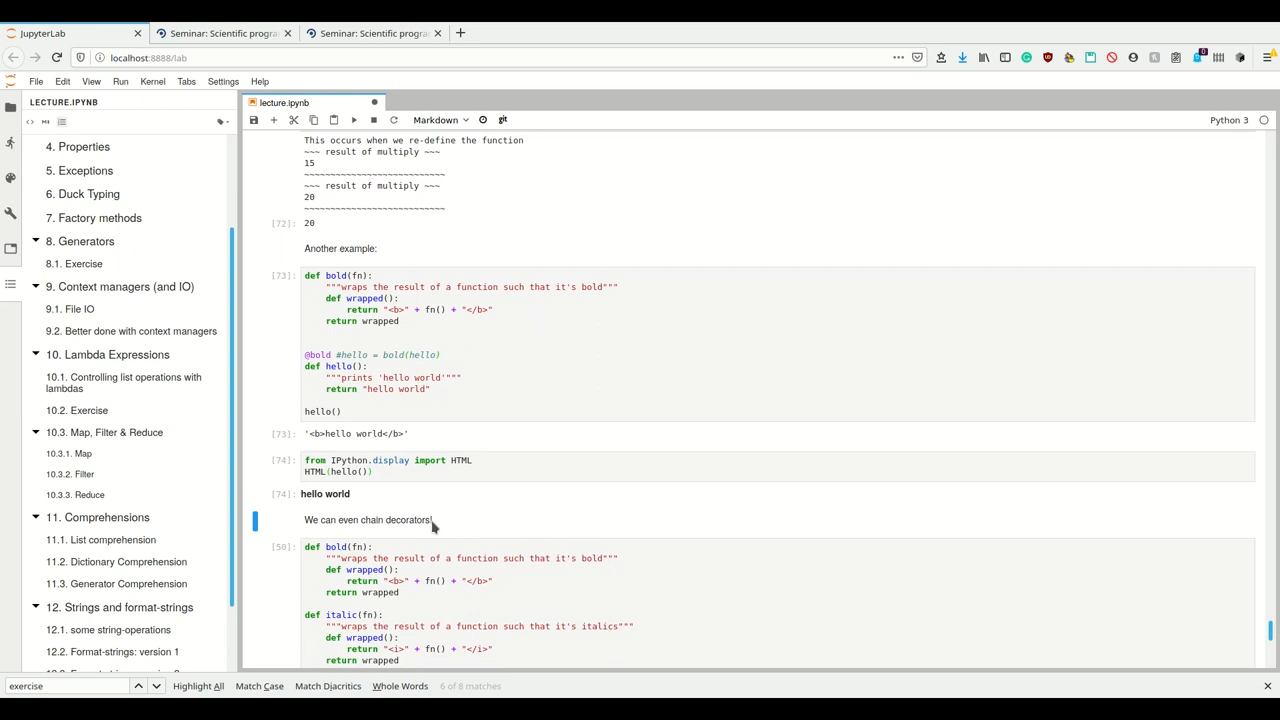 JupyterLab
Seminar: Scientific progra
Seminar: Scientific progra
localhost:8888/lab
File Edit View Run Kernel Tabs Settings Help
LECTURE.IPYNB
4. Properties
5. Exceptions
6. Duck Typing
7. Factory methods
8. Generators
8.1. Exercise
9. Context managers (and IO)
9.1. File IO
9.2. Better done with context managers
10. Lambda Expressions
10.1. Controlling list operations with
lambdas
10.2. Exercise
10.3. Map, Filter & Reduce
10.3.1. Map
10.3.2. Filter
10.3.3. Reduce
11. Comprehensions
11.1. List comprehension
11.2. Dictionary Comprehension
11.3. Generator Comprehension
12. Strings and format-strings
12.1. some string-operations
12.2. Format-strings: version 1
lecture.ipynb
Markdown
git
Python 3
This occurs when we re-define the function
~~~ result of multiply ~~~
15
~~~~~~~~~~~~~~~~~~~~~~~~~~~
~~~ result of multiply ~~~
20
~~~~~~~~~~~~~~~~~~~~~~~~~~~
[72]: 20
Another example:
[73]: def bold(fn):
"""wraps the result of a function such that it's bold"""
def wrapped():
return "<b>" + fn() + "</b>"
return wrapped
@bold #hello = bold(hello)
def hello():
"""prints 'hello world'"""
return "hello world"
hello()
[73]: '<b>hello world</b>'
[74]: from IPython.display import HTML
HTML(hello())
[74]: hello world
We can even chain decorators!
[50]: def bold(fn):
"""wraps the result of a function such that it's bold"""
def wrapped():
return "<b>" + fn() + "</b>"
return wrapped
def italic(fn):
"""wraps the result of a function such that it's italics"""
def wrapped():
return "<i>" + fn() + "</i>"
return wrapped
exercise
Highlight All Match Case Match Diacritics Whole Words 6 of 8 matches